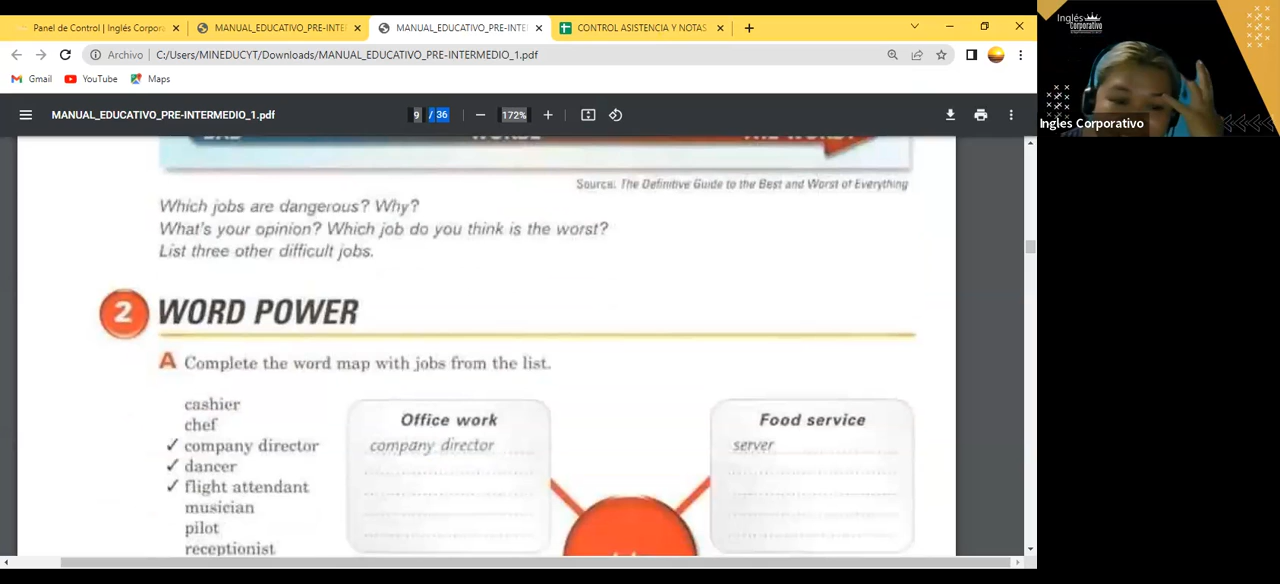 Panel de Control | Inglés Corpora
MANUAL_EDUCATIVO_PRE-INTERI
MANUAL_EDUCATIVO_PRE-INTERI
CONTROL ASISTENCIA Y NOTAS
Archivo C:/Users/MINEDUCYT/Downloads/MANUAL_EDUCATIVO_PRE-INTERMEDIO_1.pdf
Gmail YouTube Maps
MANUAL_EDUCATIVO_PRE-INTERMEDIO_1.pdf 9 / 36 172%
Source: The Definitive Guide to the Best and Worst of Everything
Which jobs are dangerous? Why?
What's your opinion? Which job do you think is the worst?
List three other difficult jobs.
2 WORD POWER
A Complete the word map with jobs from the list.
cashier
chef
✓ company director
✓ dancer
✓ flight attendant
musician
pilot
receptionist
Office work
company director
Food service
server
Inglés
Ingles Corporativo